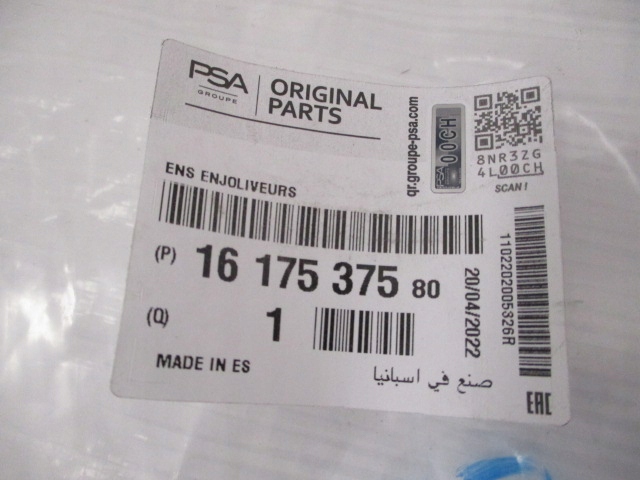 PSA
GROUPE
ORIGINAL
PARTS
qr.groupe-psa.com
PSA 00CH
8NR3ZG
4L00CH
SCAN!
ENS ENJOLIVEURS
(P) 16 175 375 80
20/04/2022
1102202005326R
(Q) 1
MADE IN ES
صنع في اسبانيا
EAC